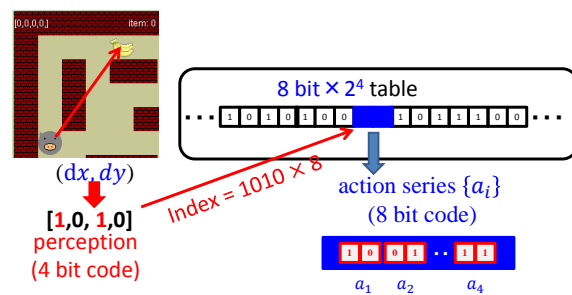 [0,0,0,0,] item: 0
8 bit × 2⁴ table
··· 1 0 1 0 1 0 0 1 0 1 1 1 0 0 ···
(dx,dy)
Index = 1010 × 8
action series {aᵢ}
(8 bit code)
[1,0, 1,0]
perception
(4 bit code)
1 0 0 1 ·· 1 1
a₁ a₂ a₄